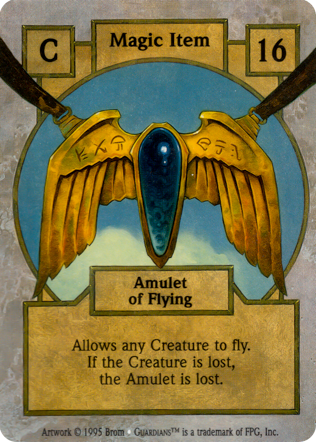 C
Magic Item
16
Amulet
of Flying
Allows any Creature to fly.
If the Creature is lost,
the Amulet is lost.
Artwork © 1995 Brom • GUARDIANS™ is a trademark of FPG, Inc.